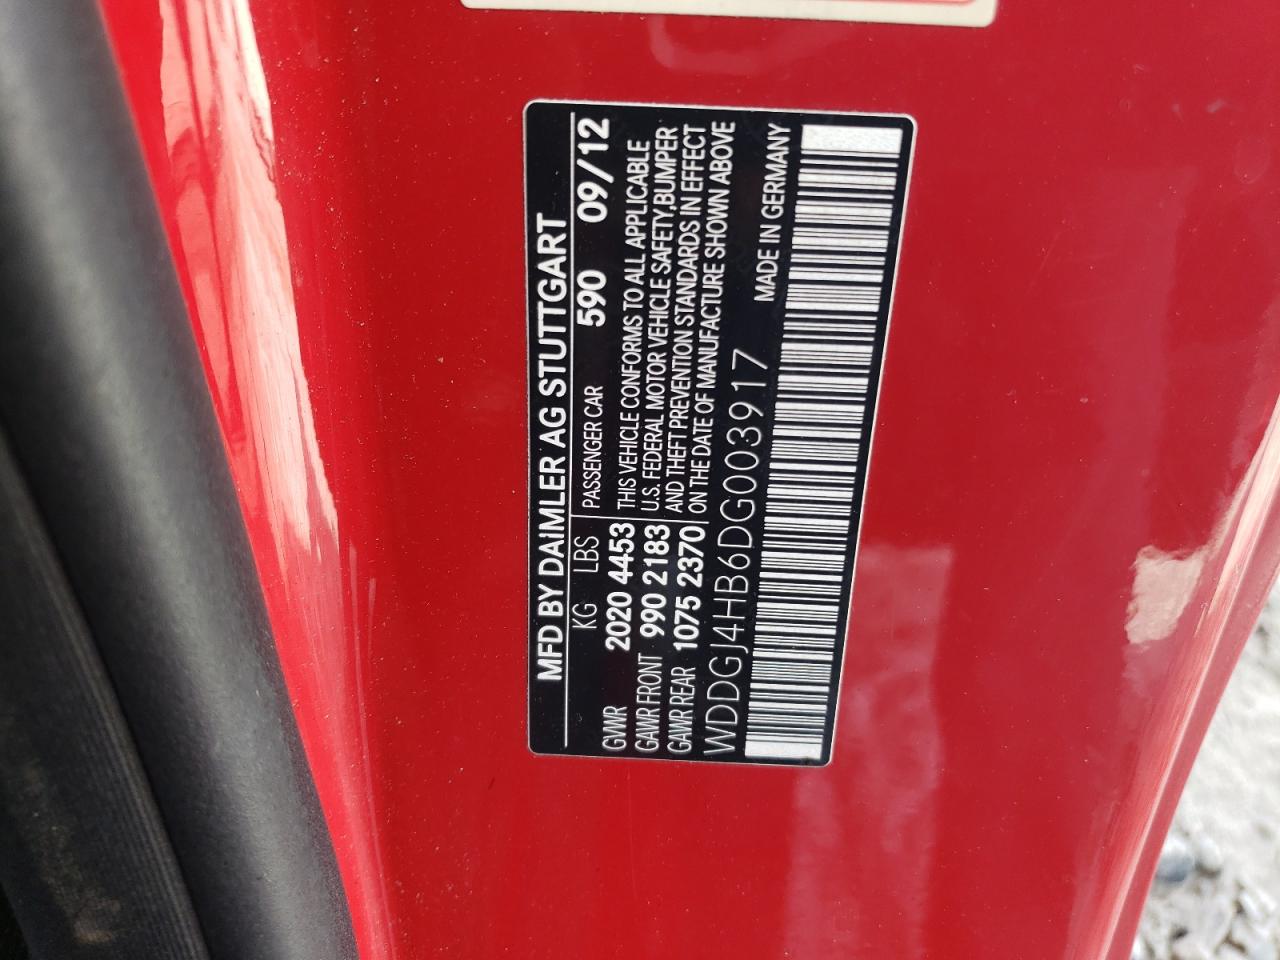 MFD BY DAIMLER AG STUTTGART
KG LBS PASSENGER CAR 590 09/12
GVWR 2020 4453 THIS VEHICLE CONFORMS TO ALL APPLICABLE
GAWR FRONT 990 2183 U.S. FEDERAL MOTOR VEHICLE SAFETY,BUMPER
GAWR REAR 1075 2370 AND THEFT PREVENTION STANDARDS IN EFFECT
ON THE DATE OF MANUFACTURE SHOWN ABOVE
WDDGJ4HB6DG003917 MADE IN GERMANY